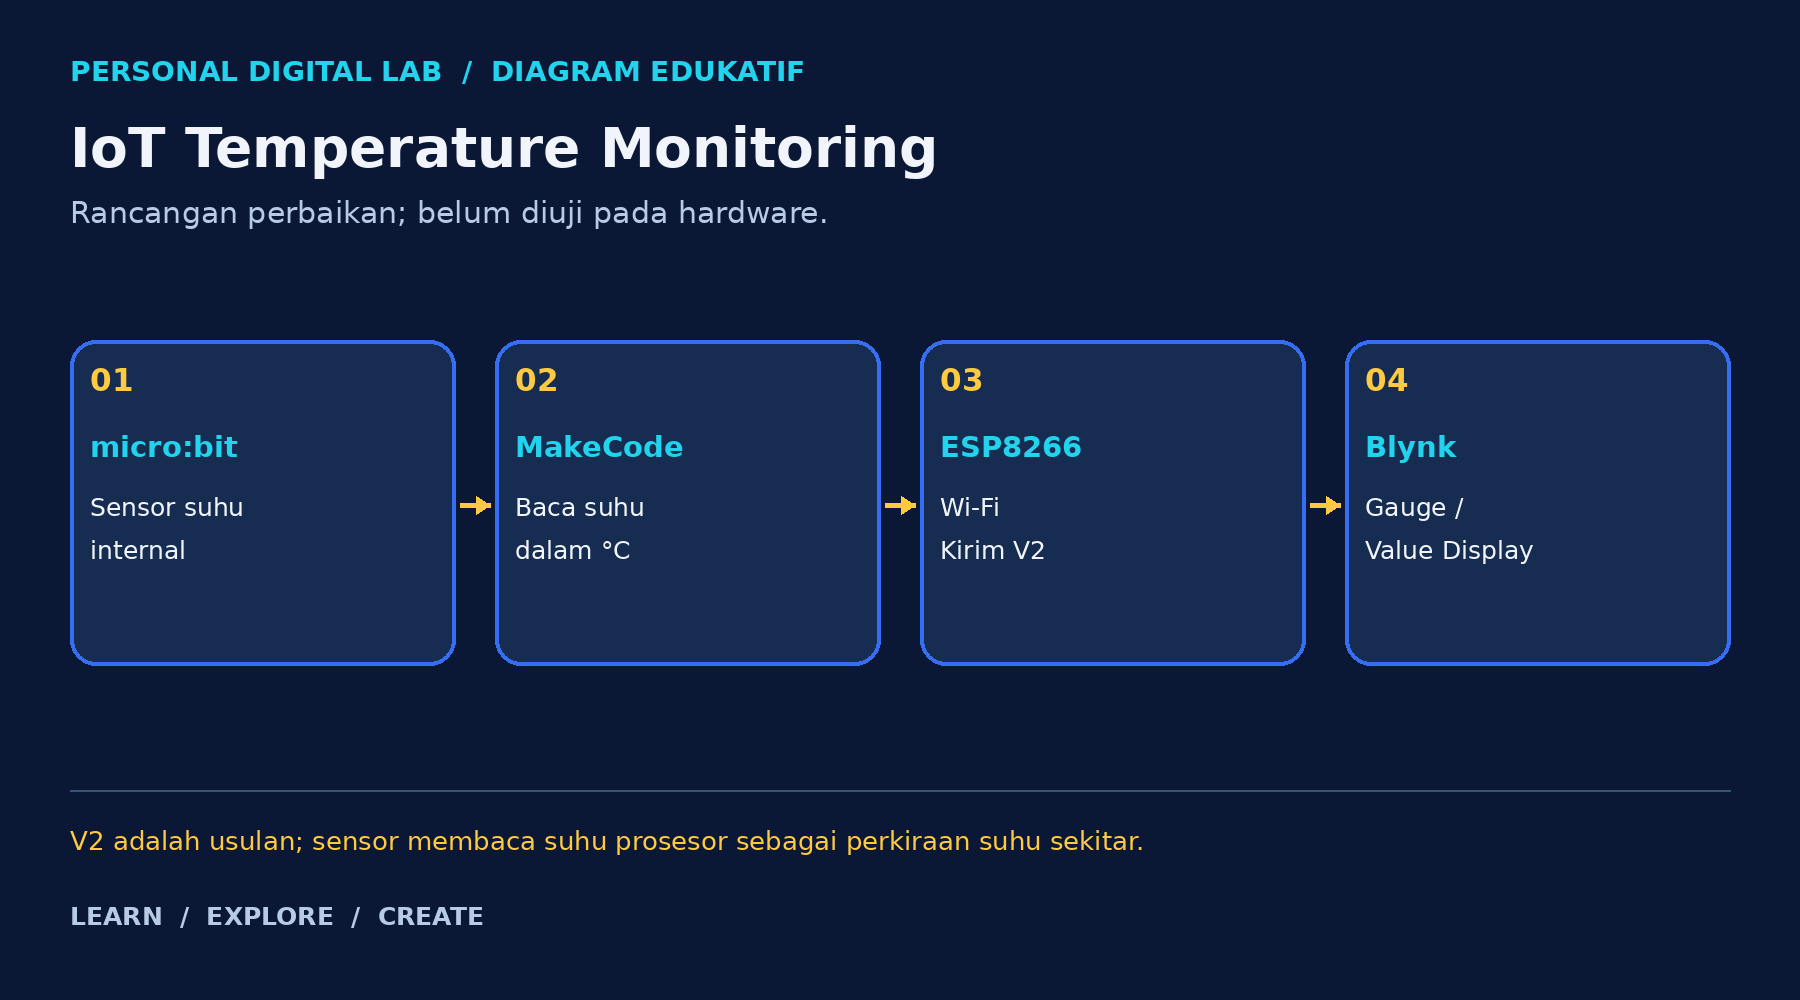 PERSONAL DIGITAL LAB / DIAGRAM EDUKATIF
IoT Temperature Monitoring
Rancangan perbaikan; belum diuji pada hardware.
01
micro:bit
Sensor suhu
internal
02
MakeCode
Baca suhu
dalam °C
03
ESP8266
Wi-Fi
Kirim V2
04
Blynk
Gauge /
Value Display
V2 adalah usulan; sensor membaca suhu prosesor sebagai perkiraan suhu sekitar.
LEARN / EXPLORE / CREATE